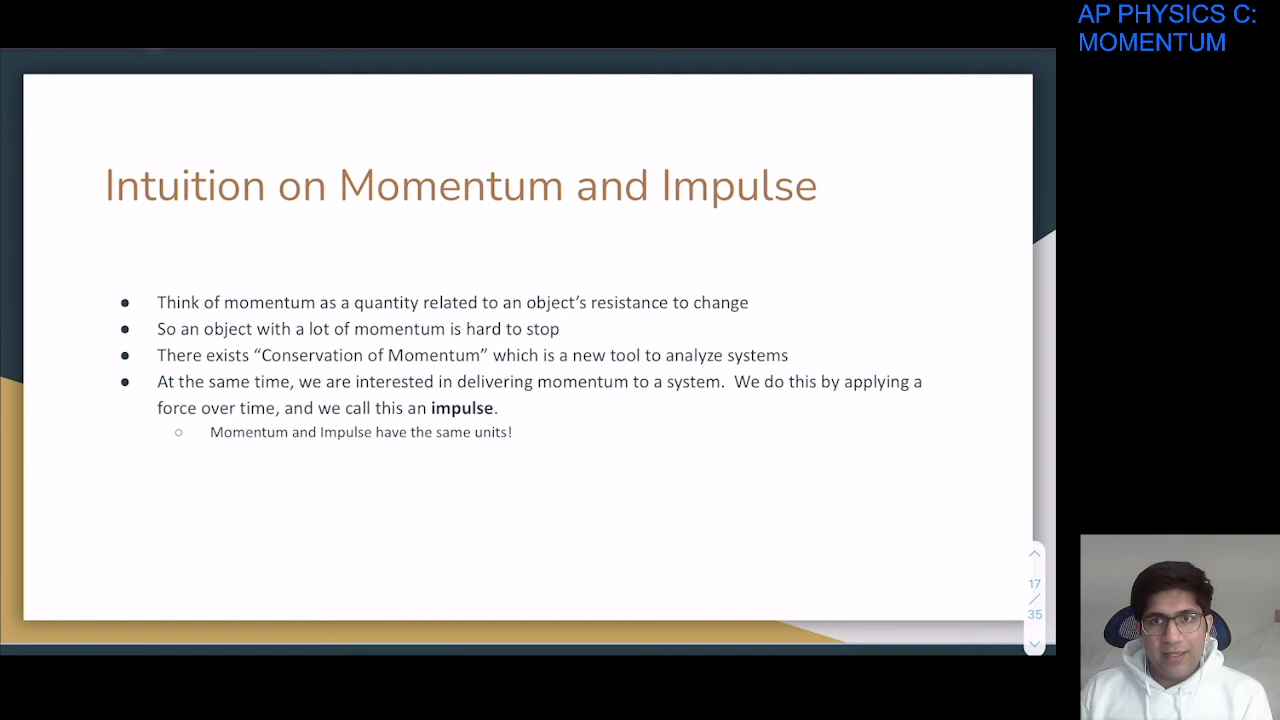 AP PHYSICS C:
MOMENTUM
Intuition on Momentum and Impulse
● Think of momentum as a quantity related to an object’s resistance to change
● So an object with a lot of momentum is hard to stop
● There exists “Conservation of Momentum” which is a new tool to analyze systems
● At the same time, we are interested in delivering momentum to a system.  We do this by applying a
force over time, and we call this an impulse.
○ Momentum and Impulse have the same units!
17
/
35